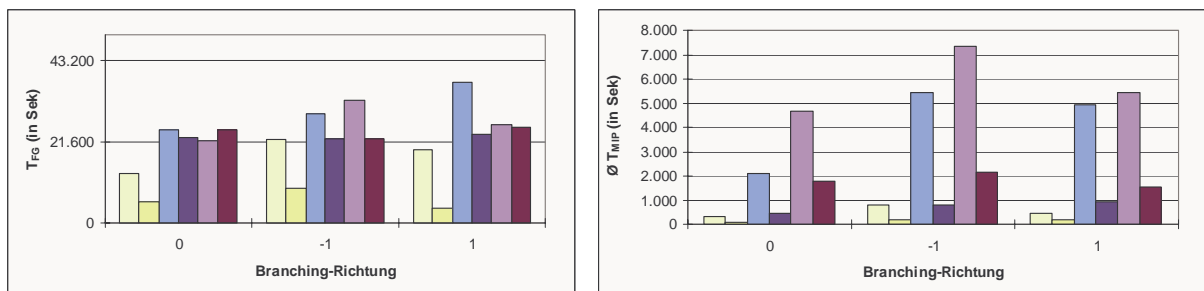 T_FG (in Sek)
43.200
21.600
0
0 -1 1
Branching-Richtung
Ø T_MIP (in Sek)
8.000
7.000
6.000
5.000
4.000
3.000
2.000
1.000
0
0 -1 1
Branching-Richtung